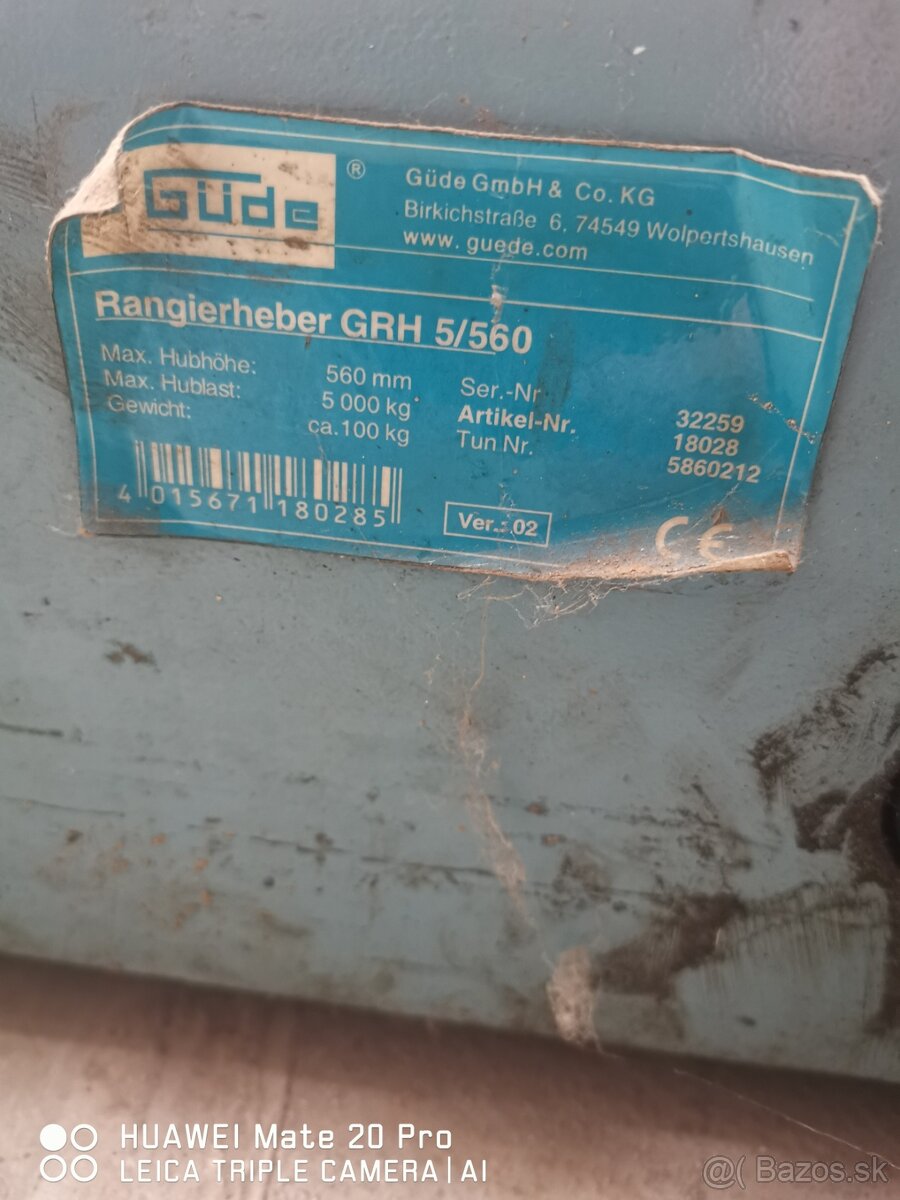 Güde ®
Güde GmbH & Co. KG
Birkichstraße 6, 74549 Wolpertshausen
www.guede.com
Rangierheber GRH 5/560
Max. Hubhöhe: 560 mm
Max. Hublast: 5 000 kg
Gewicht: ca.100 kg
Ser.-Nr. 32259
Artikel-Nr. 18028
Tun Nr. 5860212
4 015671 180285
Ver.: 02
CE
HUAWEI Mate 20 Pro
LEICA TRIPLE CAMERA | AI
@( Bazos.sk